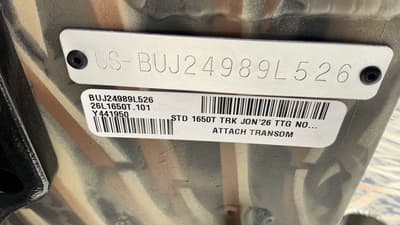 US-BUJ24989L526
BUJ24989L526
26L1650T.101
Y441950
STD 1650T TRK JON'26 TTG NO...
ATTACH TRANSOM